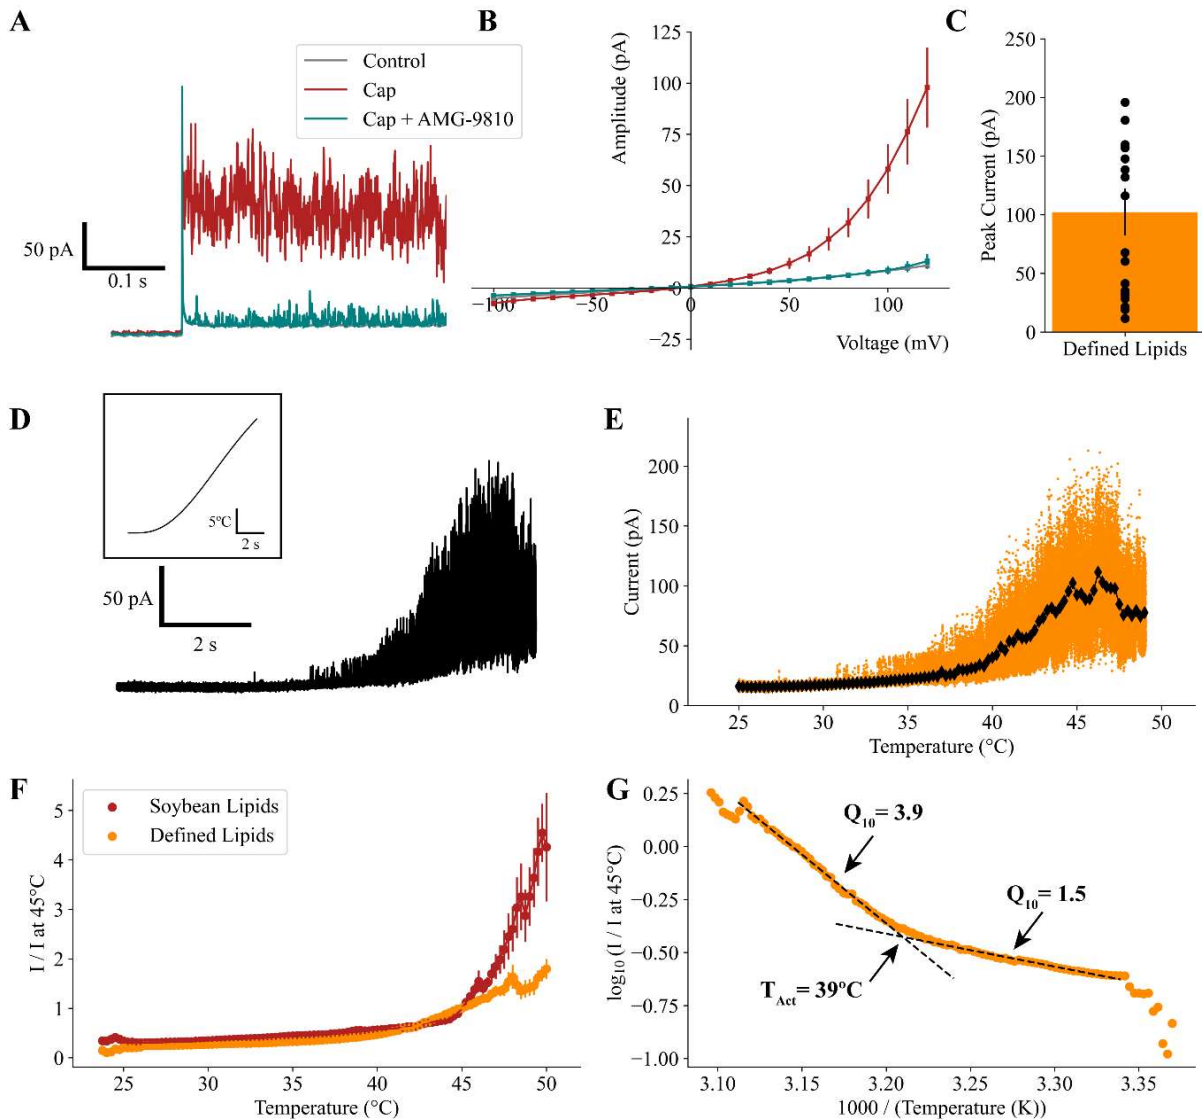 A
Control
Cap
Cap + AMG-9810
50 pA
0.1 s
B
Amplitude (pA)
125
100
75
50
25
0
−25
−100
−50
50
100
Voltage (mV)
C
Peak Current (pA)
250
200
150
100
50
0
Defined Lipids
D
5°C
2 s
50 pA
2 s
E
Current (pA)
200
150
100
50
0
25
30
35
40
45
50
Temperature (°C)
F
Soybean Lipids
Defined Lipids
I / I at 45°C
5
4
3
2
1
0
25
30
35
40
45
50
Temperature (°C)
G
log10 (I / I at 45°C)
0.25
0.00
−0.25
−0.50
−0.75
−1.00
Q10= 3.9
Q10= 1.5
TAct= 39°C
3.10
3.15
3.20
3.25
3.30
3.35
1000 / (Temperature (K))